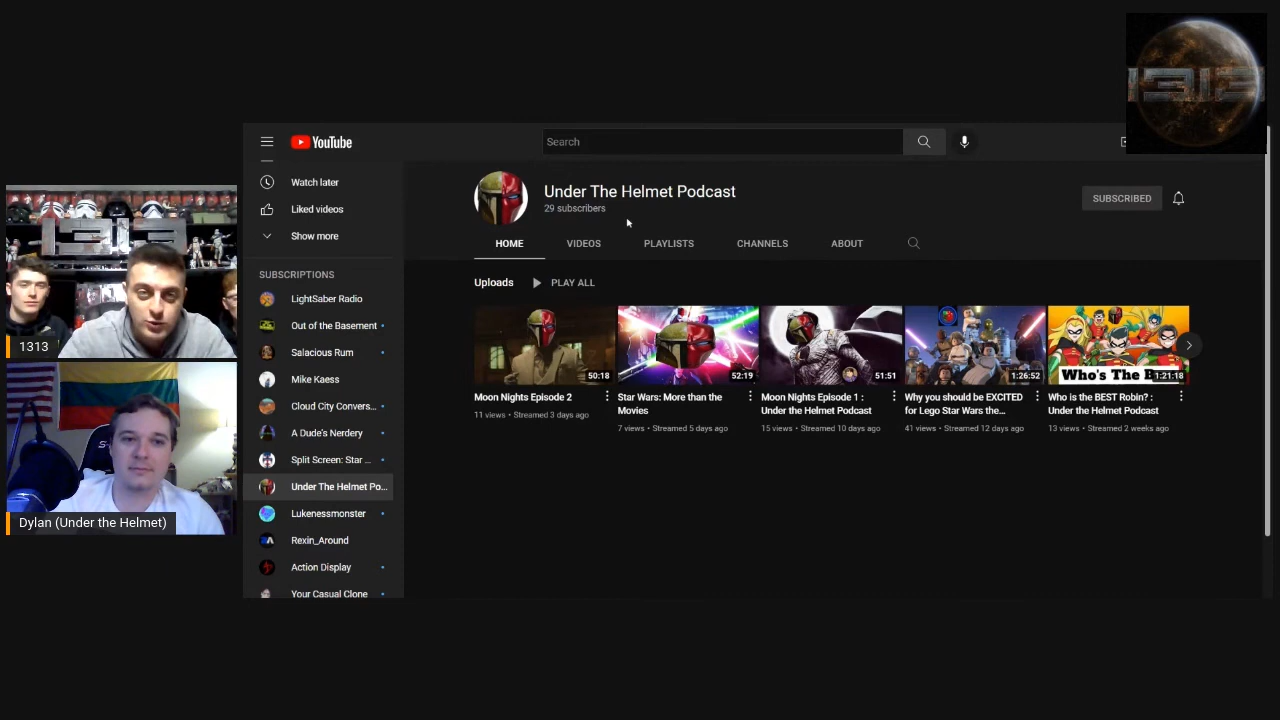 1313
YouTube
Search
Watch later
Liked videos
Show more
SUBSCRIPTIONS
LightSaber Radio
Out of the Basement
Salacious Rum
Mike Kaess
Cloud City Convers...
A Dude's Nerdery
Split Screen: Star ...
Under The Helmet Po...
Lukenessmonster
Rexin_Around
Action Display
Your Casual Clone
Under The Helmet Podcast
29 subscribers
SUBSCRIBED
HOME
VIDEOS
PLAYLISTS
CHANNELS
ABOUT
Uploads
PLAY ALL
50:18
Moon Nights Episode 2
11 views • Streamed 3 days ago
52:19
Star Wars: More than the
Movies
7 views • Streamed 5 days ago
51:51
Moon Nights Episode 1 :
Under the Helmet Podcast
15 views • Streamed 10 days ago
1:26:52
Why you should be EXCITED
for Lego Star Wars the...
41 views • Streamed 12 days ago
Who's The
1:21:18
Who is the BEST Robin? :
Under the Helmet Podcast
13 views • Streamed 2 weeks ago
1313
1313
Dylan (Under the Helmet)